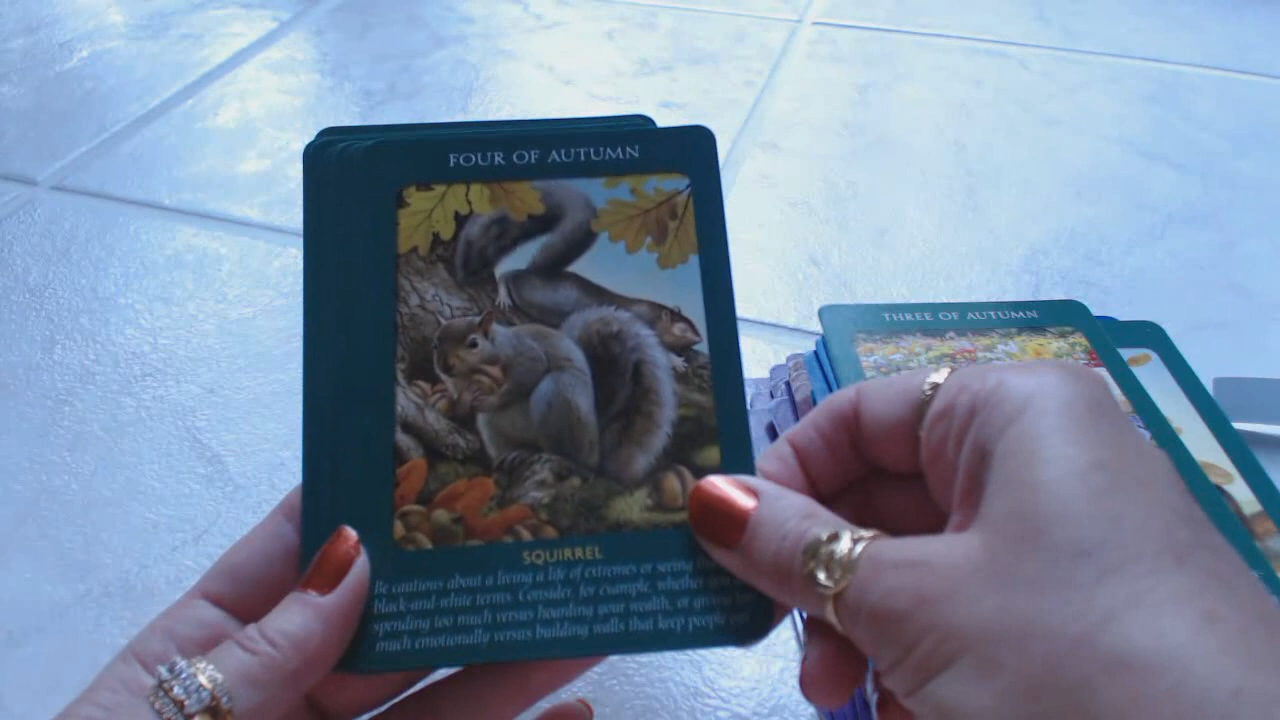 FOUR OF AUTUMN
THREE OF AUTUMN
SQUIRREL
Be cautious about a living a life of extremes or seeing
black-and-white terms. Consider, for example, whether you
spending too much versus hoarding your wealth, or giving
much emotionally versus building walls that keep people